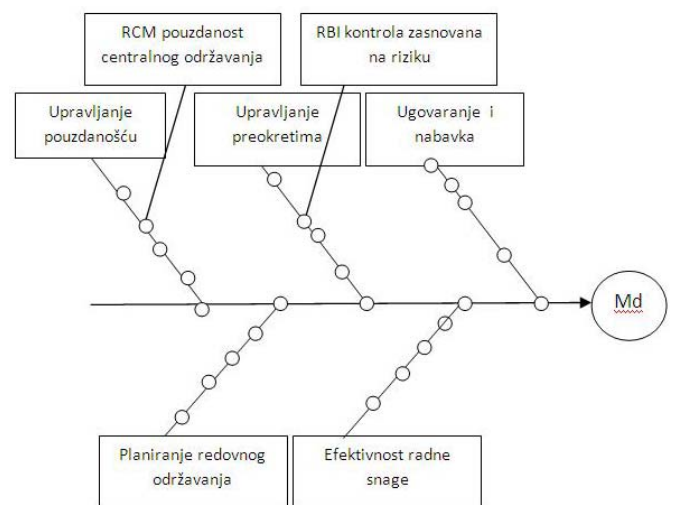 RCM pouzdanost
centralnog održavanja
RBI kontrola zasnovana
na riziku
Upravljanje
pouzdanošću
Upravljanje
preokretima
Ugovaranje i
nabavka
Md
Planiranje redovnog
održavanja
Efektivnost radne
snage